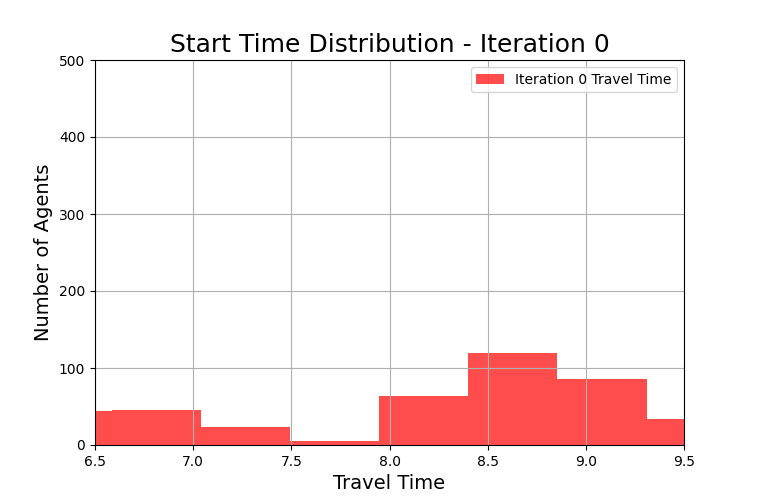 Start Time Distribution - Iteration 0
Iteration 0 Travel Time
Number of Agents
500
400
300
200
100
0
6.5 7.0 7.5 8.0 8.5 9.0 9.5
Travel Time